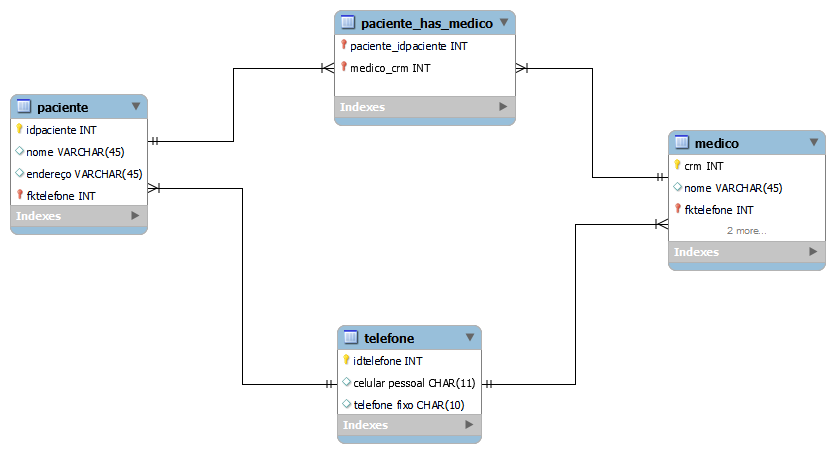 paciente_has_medico
paciente_idpaciente INT
medico_crm INT
Indexes
paciente
idpaciente INT
nome VARCHAR(45)
endereço VARCHAR(45)
fktelefone INT
Indexes
medico
crm INT
nome VARCHAR(45)
fktelefone INT
2 more...
Indexes
telefone
idtelefone INT
celular pessoal CHAR(11)
telefone fixo CHAR(10)
Indexes